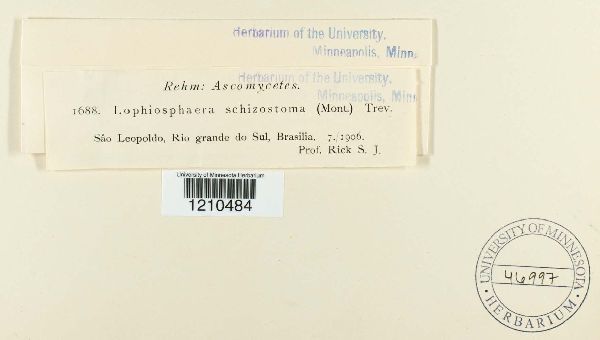 Herbarium of the University,
Minneapolis, Minn.
Herbarium of the University,
Minneapolis, Minn
Rehm: Ascomycetes.
1688. Lophiosphaera schizostoma (Mont.) Trev.
São Leopoldo, Rio grande do Sul, Brasilia, 7./1906.
Prof. Rick S. J.
University of Minnesota Herbarium
1210484
UNIVERSITY OF MINNESOTA
46997
HERBARIUM